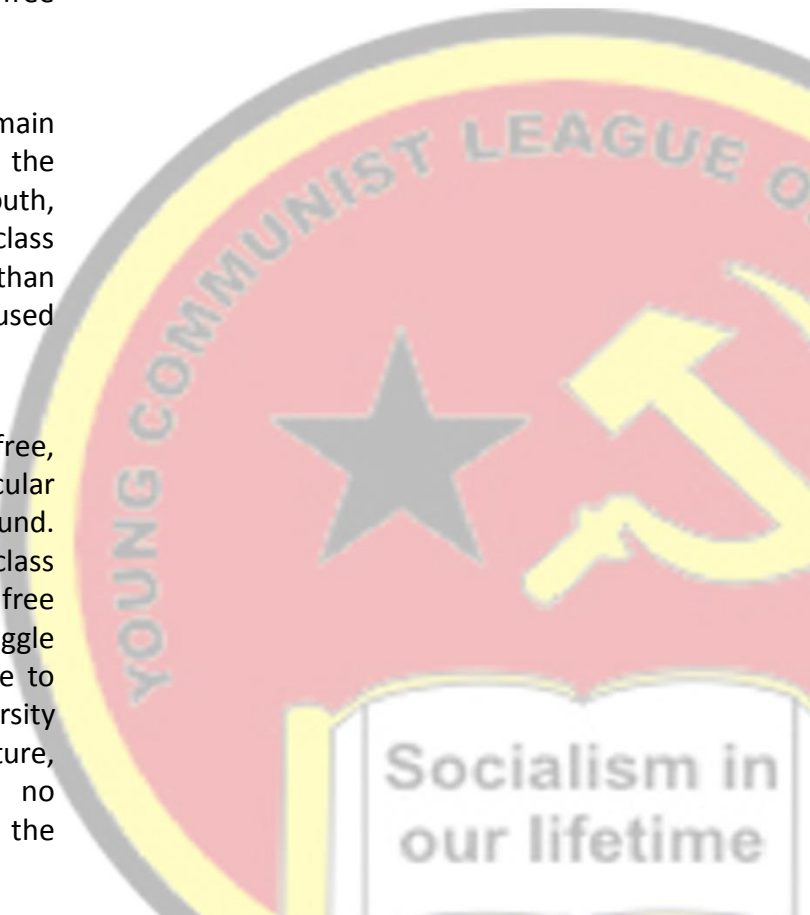 free
main
the
outh,
class
than
used
free,
cular
und.
class
free
ggle
e to
rsity
ture,
no
the
YOUNG COMMUNIST LEAGUE O
Socialism in
our lifetime